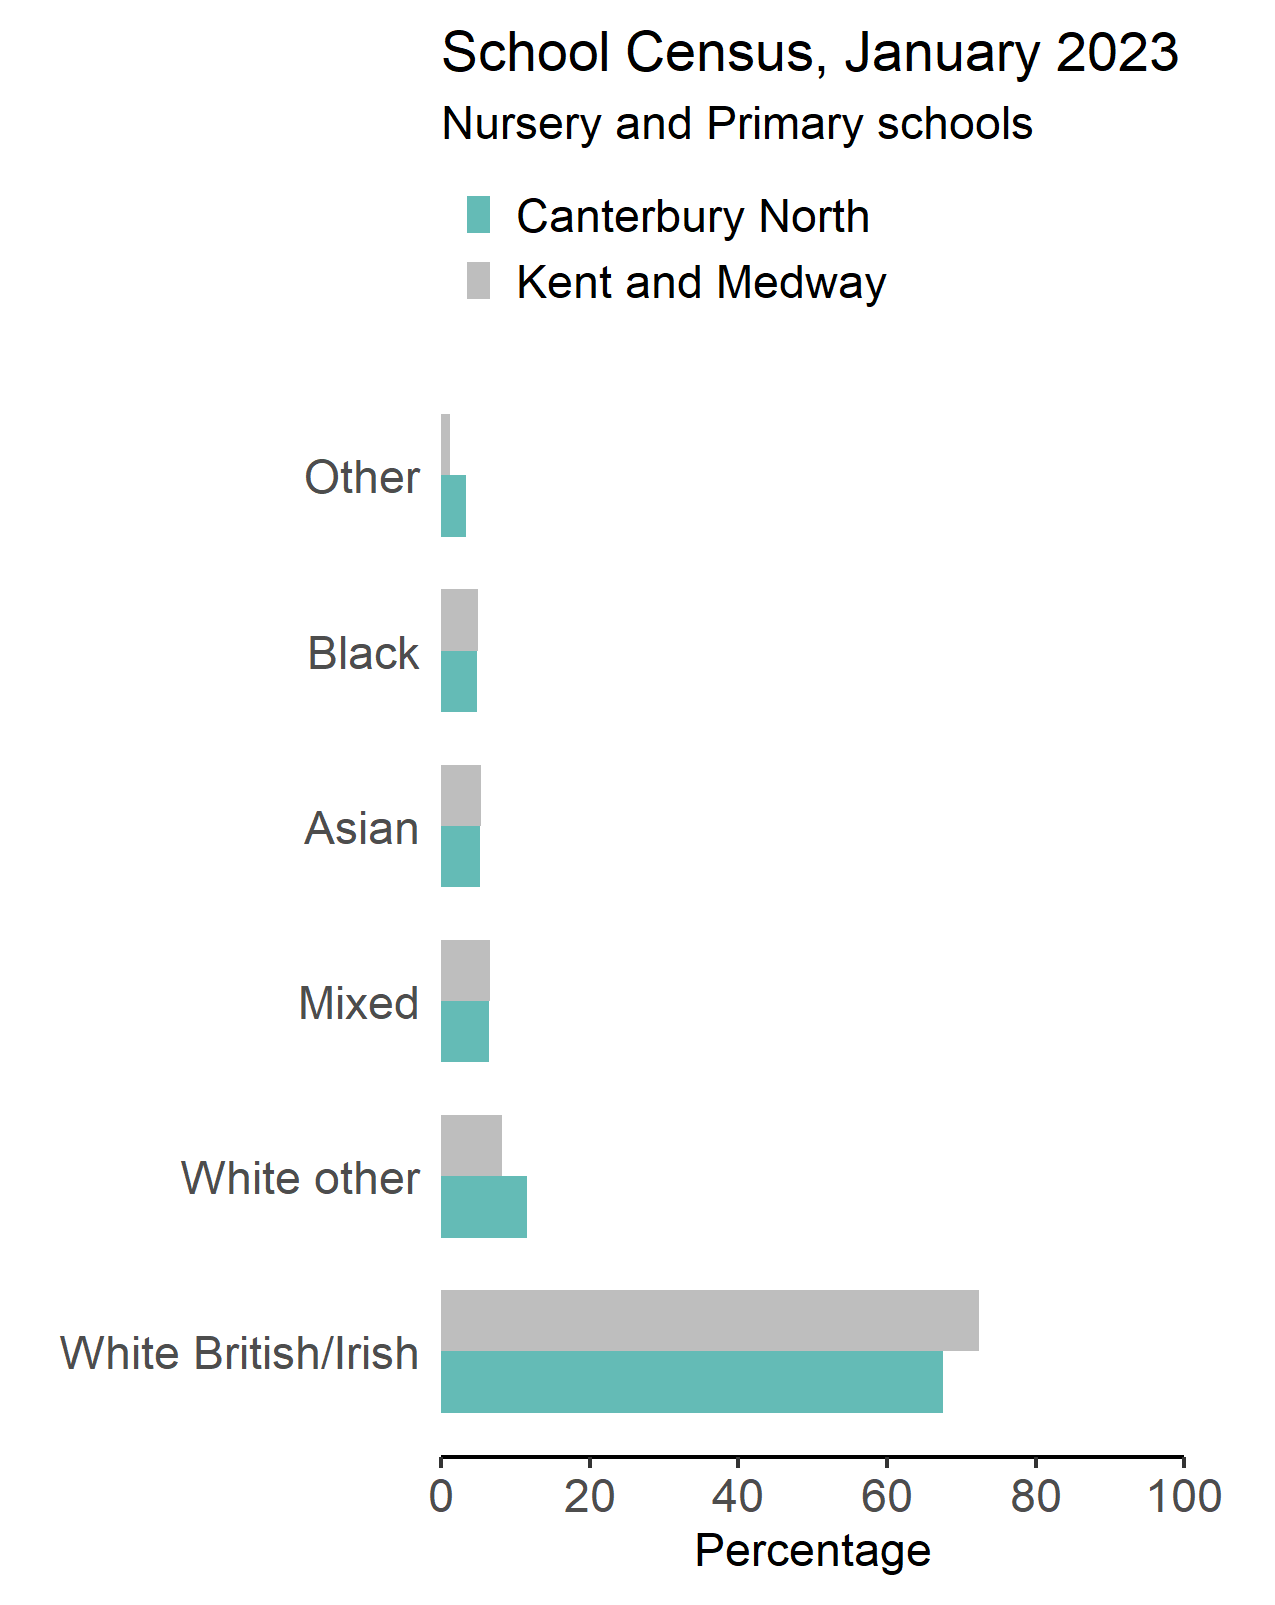 School Census, January 2023
Nursery and Primary schools
Canterbury North
Kent and Medway
Other
Black
Asian
Mixed
White other
White British/Irish
0 20 40 60 80 100
Percentage